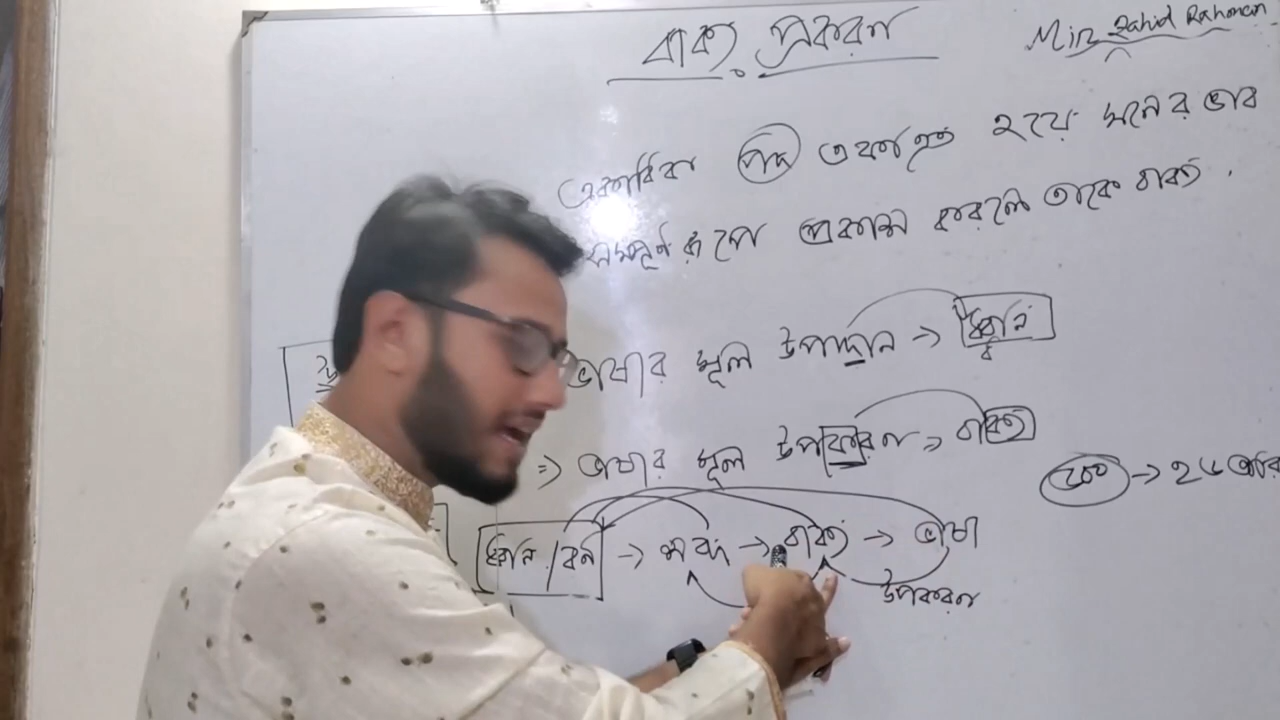 বাক্য প্রকরণ
Mir Zahid Rahman
একাধিক পদ একত্রিত হয়ে মনের ভাব
সম্পূর্ণ রূপে প্রকাশ করলে তাকে বাক্য.
ভাষার মূল উপাদান → ধ্বনি
⇒ ভাষার মূল উপকরণ ⇒ বাক্য
ধ্বনি / বর্ণ → শব্দ → বাক্য → ভাষা
উপকরণ